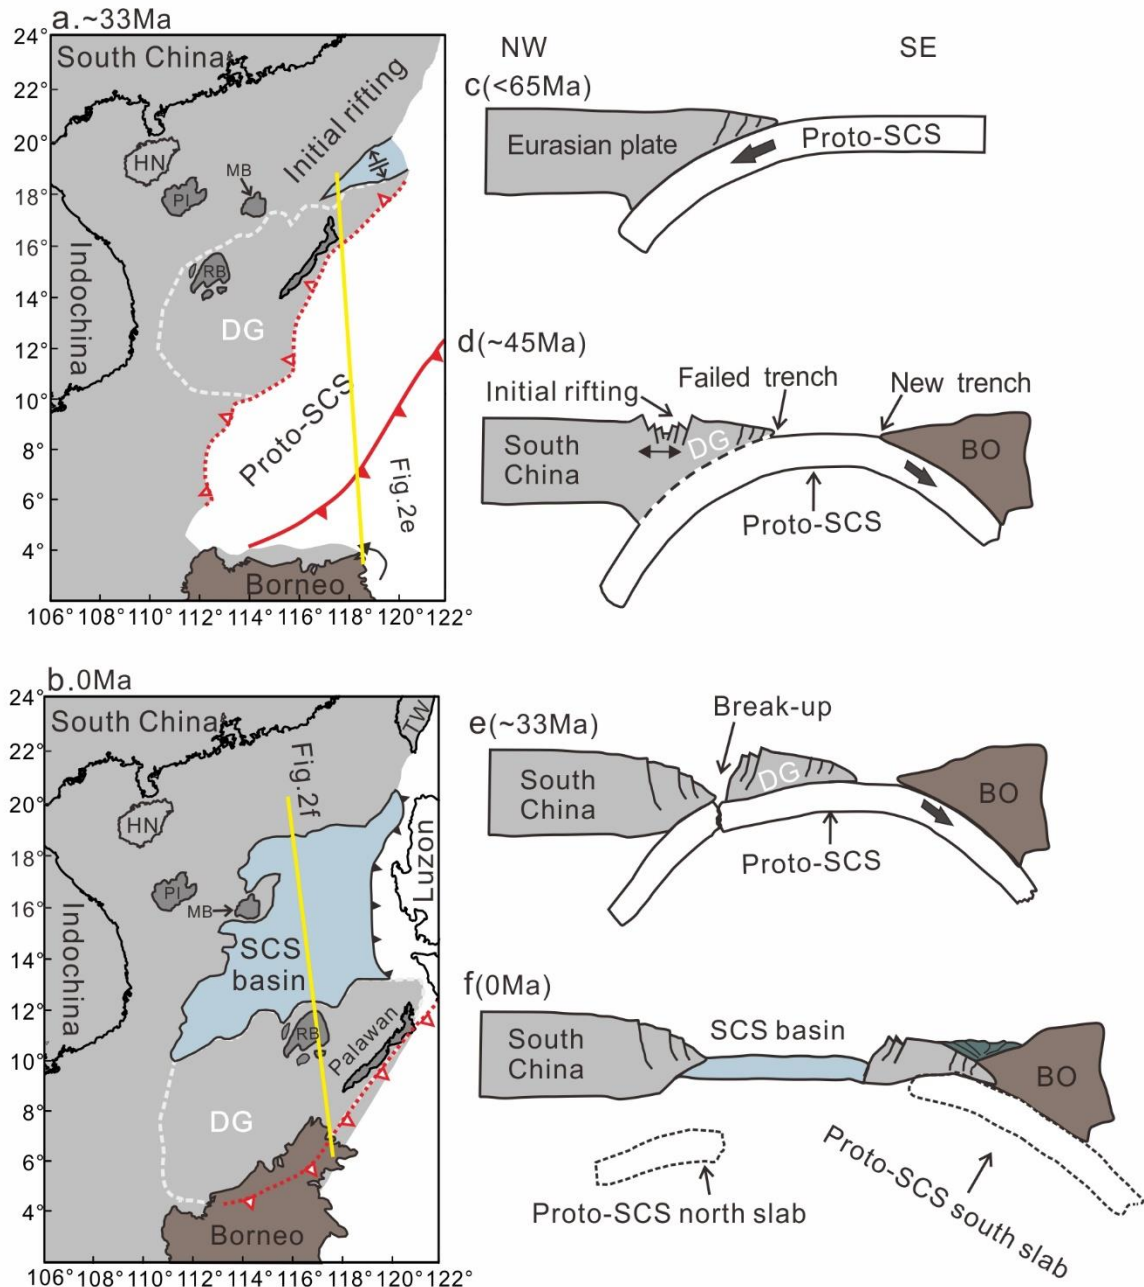 a.~33Ma
24°
22°
20°
18°
16°
14°
12°
10°
8°
6°
4°
South China
Initial rifting
HN
MB
PI
RB
DG
Indochina
Proto-SCS
Fig.2e
Borneo
106° 108° 110° 112° 114° 116° 118° 120° 122°
b.0Ma
24°
22°
20°
18°
16°
14°
12°
10°
8°
6°
4°
South China
TW
Fig.2f
HN
Luzon
PI
MB
Indochina
SCS
basin
RB
Palawan
DG
Borneo
106° 108° 110° 112° 114° 116° 118° 120° 122°
NW
SE
c(<65Ma)
Eurasian plate
Proto-SCS
d(~45Ma)
Initial rifting
Failed trench
New trench
South
China
DG
BO
Proto-SCS
e(~33Ma)
Break-up
South
China
DG
BO
Proto-SCS
f(0Ma)
SCS basin
South
China
BO
Proto-SCS north slab
Proto-SCS south slab